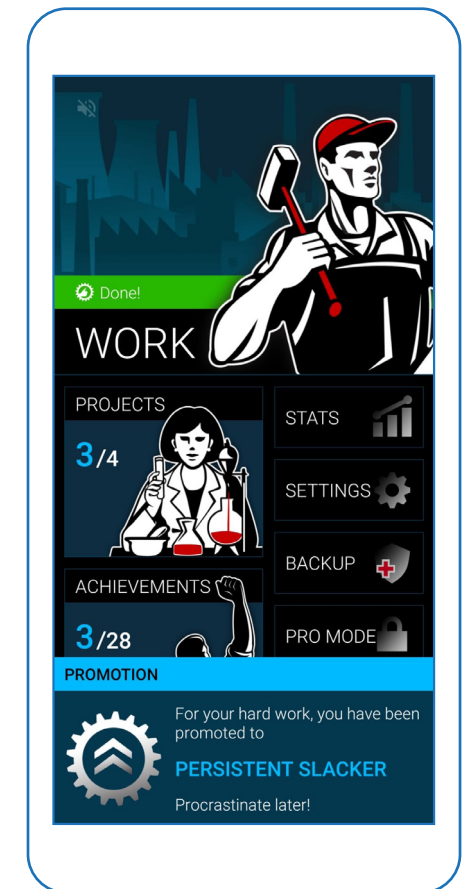 Done!
WORK
PROJECTS
3/4
STATS
SETTINGS
BACKUP
ACHIEVEMENTS
3/28
PRO MODE
PROMOTION
For your hard work, you have been
promoted to
PERSISTENT SLACKER
Procrastinate later!